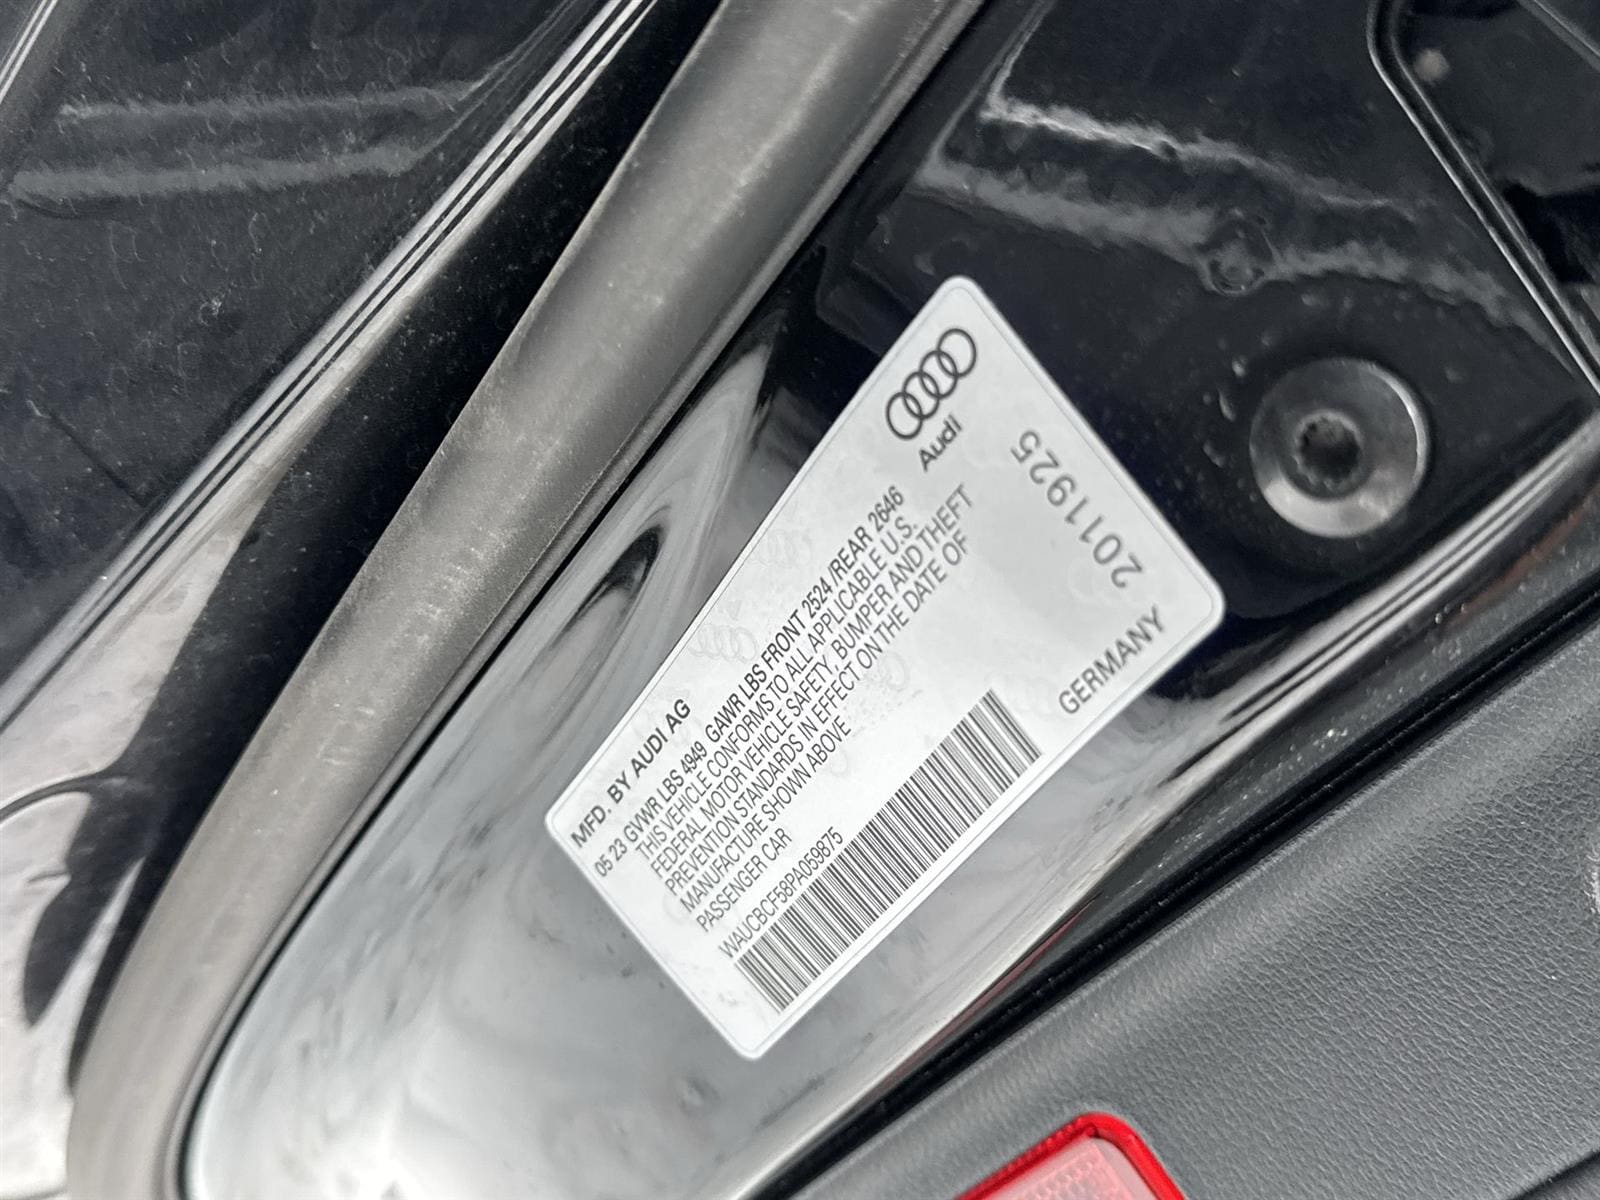 Audi
MFD. BY AUDI AG
05 23 GVWR LBS 4949 GAWR LBS FRONT 2524 /REAR 2646
THIS VEHICLE CONFORMS TO ALL APPLICABLE U.S.
FEDERAL MOTOR VEHICLE SAFETY, BUMPER, AND THEFT
PREVENTION STANDARDS IN EFFECT ON THE DATE OF
MANUFACTURE SHOWN ABOVE
PASSENGER CAR
WAUCBCF58PA059875
2011925
GERMANY